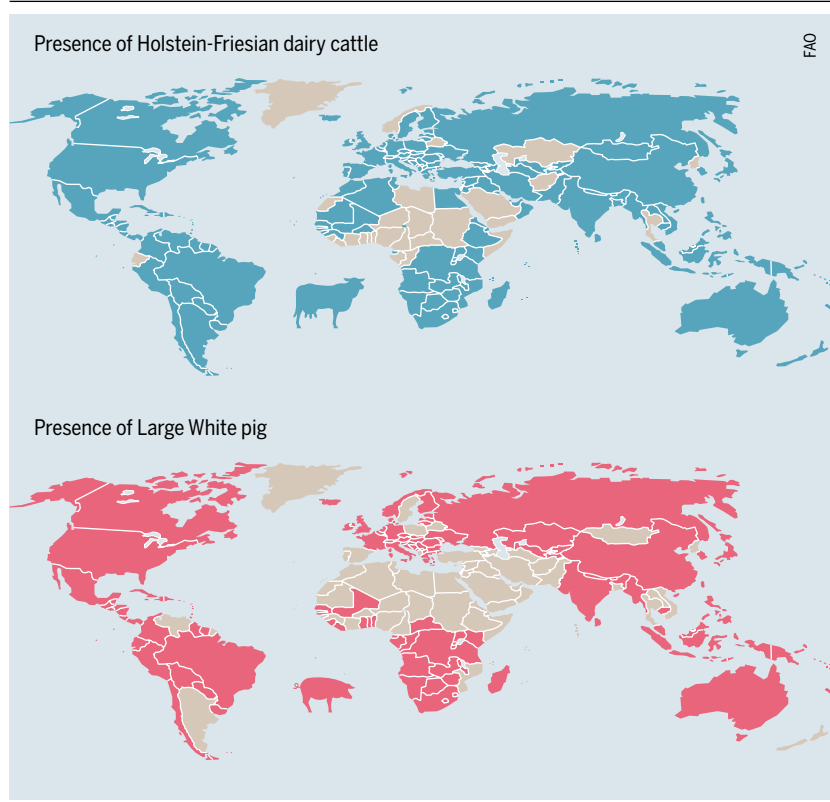 Presence of Holstein-Friesian dairy cattle
FAO
Presence of Large White pig